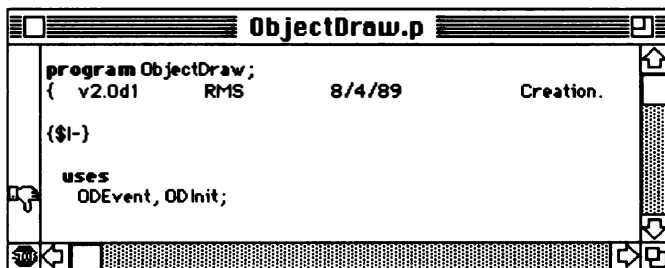 ObjectDraw.p
program ObjectDraw;
{ v2.0d1 RMS 8/4/89 Creation.
{$I-}
uses
ODEvent, ODInit;